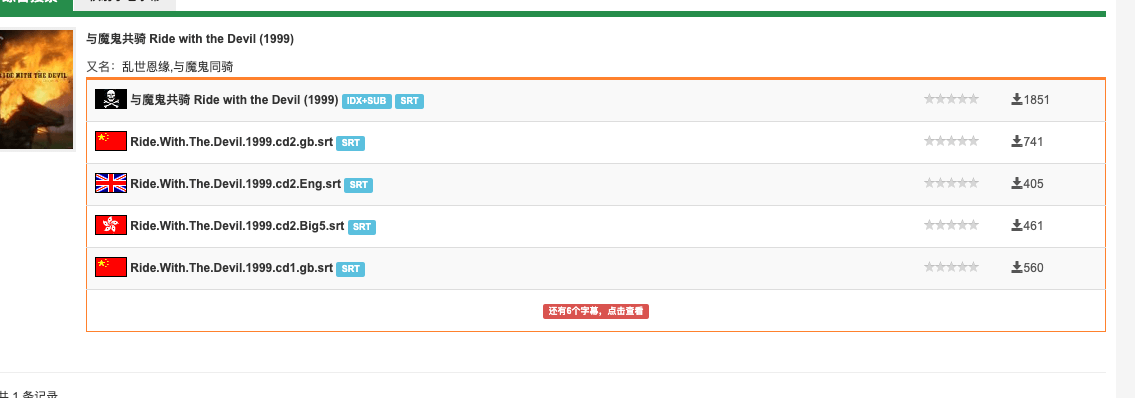 与魔鬼共骑 Ride with the Devil (1999)
又名：乱世恩缘,与魔鬼同骑
RIDE WITH THE DEVIL
与魔鬼共骑 Ride with the Devil (1999) IDX+SUB SRT 1851
Ride.With.The.Devil.1999.cd2.gb.srt SRT 741
Ride.With.The.Devil.1999.cd2.Eng.srt SRT 405
Ride.With.The.Devil.1999.cd2.Big5.srt SRT 461
Ride.With.The.Devil.1999.cd1.gb.srt SRT 560
还有6个字幕，点击查看
共 1 条记录